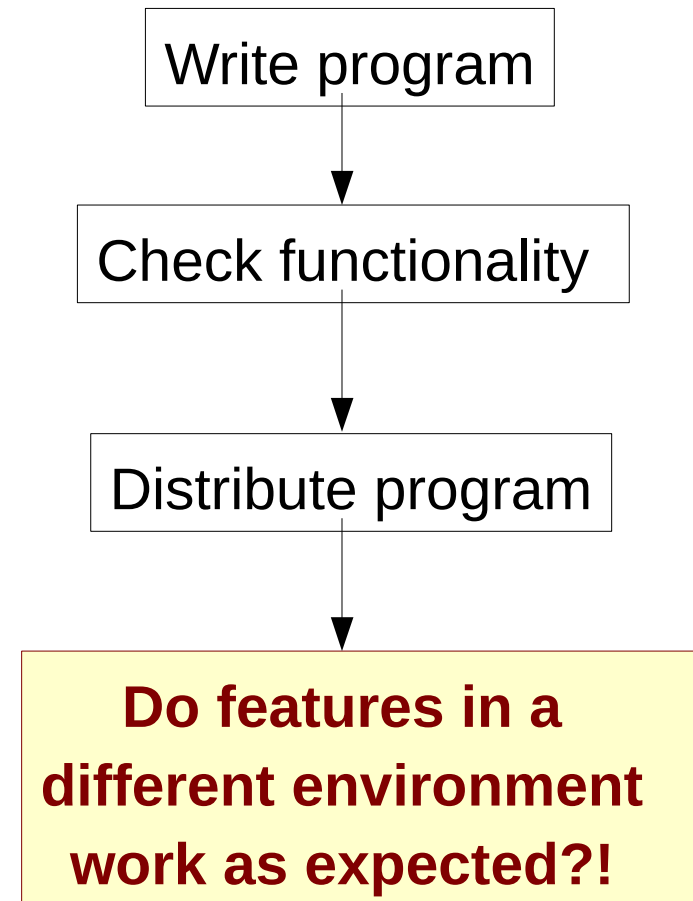 Write program
Check functionality
Distribute program
Do features in a
different environment
work as expected?!